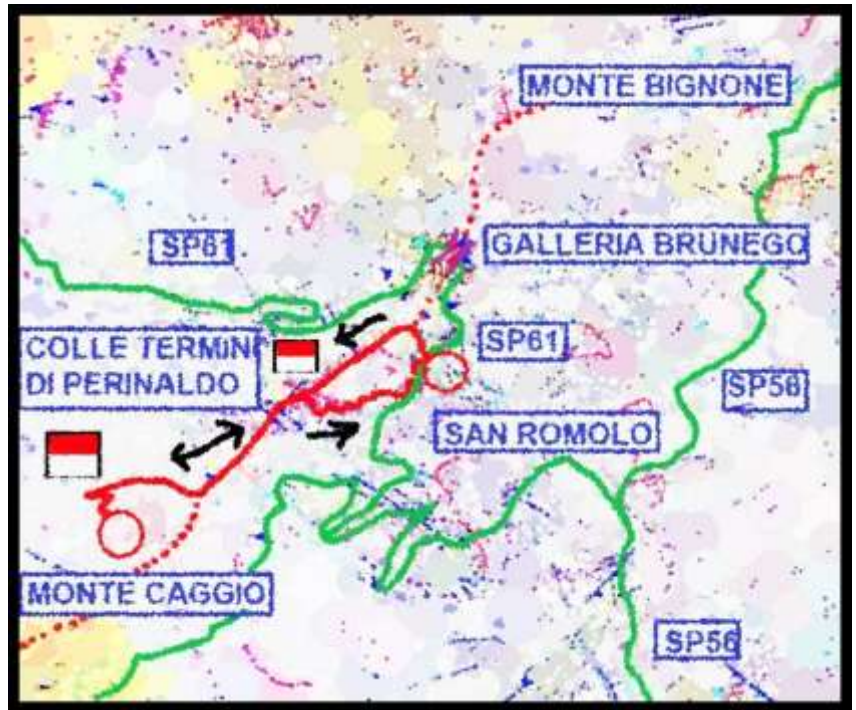 MONTE BIGNONE
SP61
GALLERIA BRUNEGO
COLLE TERMINI
DI PERINALDO
SP61
SP56
SAN ROMOLO
MONTE CAGGIO
SP56